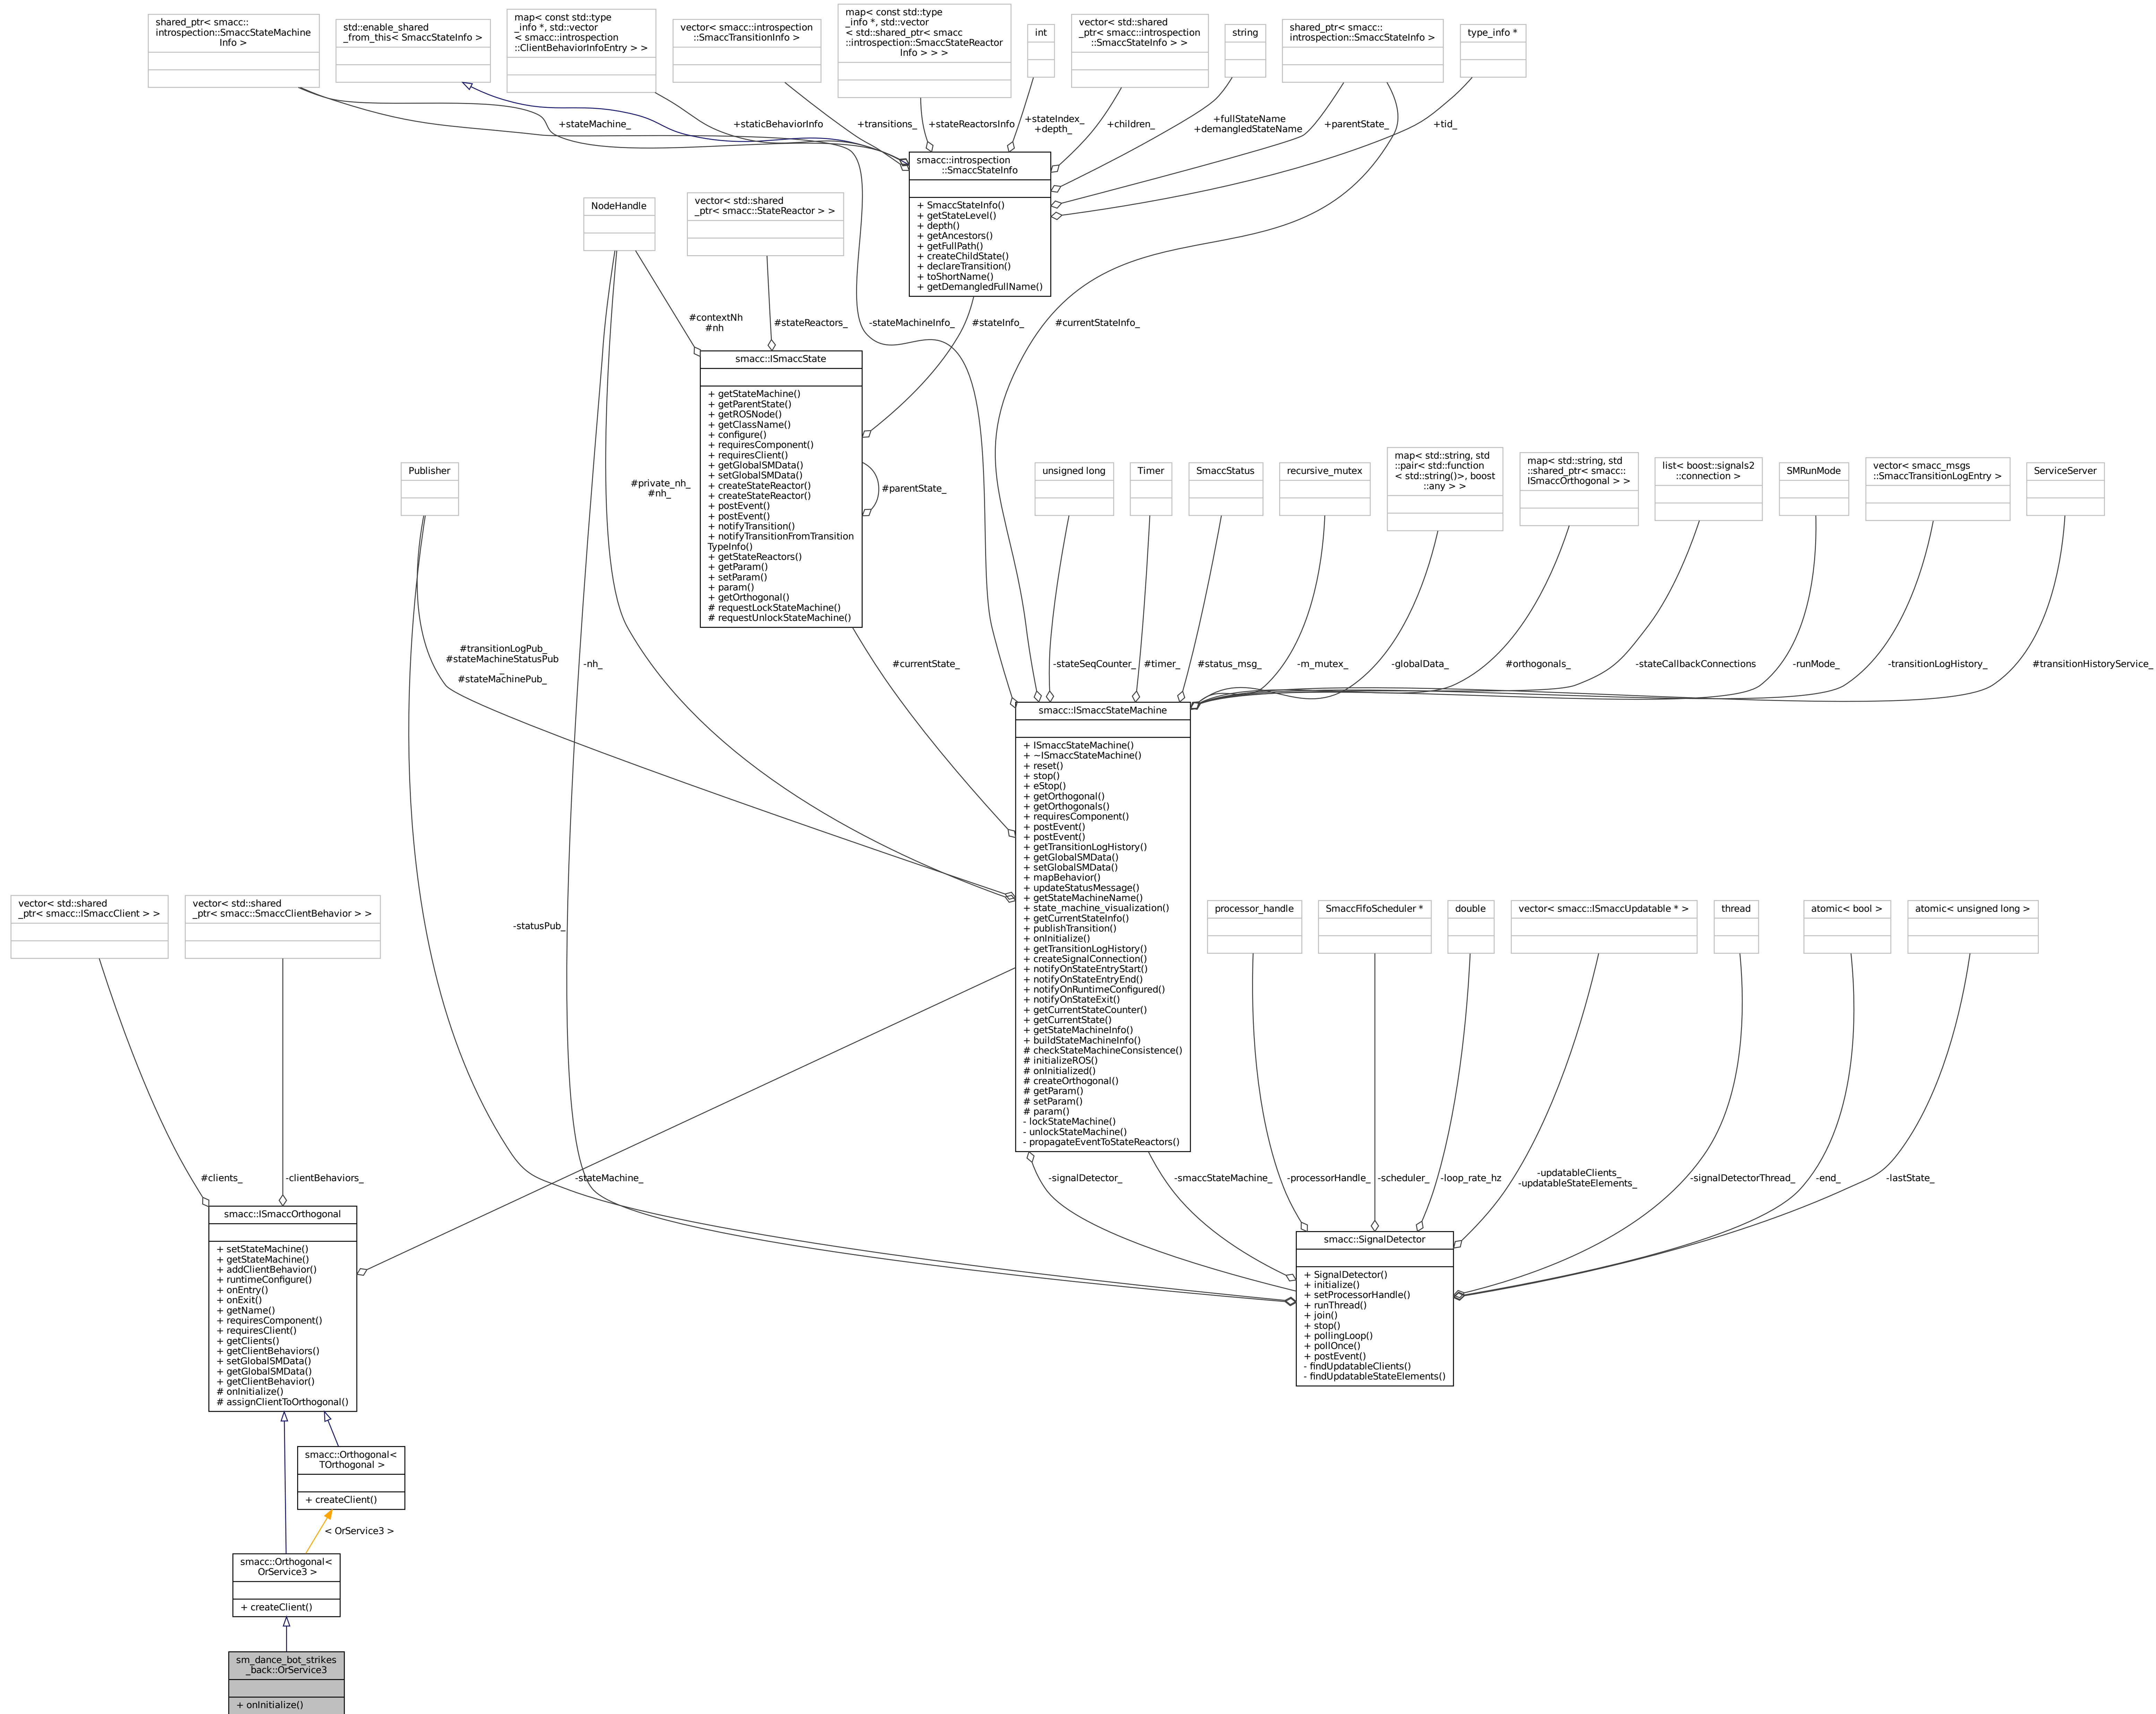 shared_ptr< smacc::
introspection::SmaccStateMachine
Info >
std::enable_shared
_from_this< SmaccStateInfo >
map< const std::type
_info *, std::vector
< smacc::introspection
::ClientBehaviorInfoEntry > >
vector< smacc::introspection
::SmaccTransitionInfo >
map< const std::type
_info *, std::vector
< std::shared_ptr< smacc
::introspection::SmaccStateReactor
Info > > >
int
vector< std::shared
_ptr< smacc::introspection
::SmaccStateInfo > >
string
shared_ptr< smacc::
introspection::SmaccStateInfo >
type_info *
+stateMachine_
+staticBehaviorInfo
+transitions_
+stateReactorsInfo
+stateIndex_
+depth_
+children_
+fullStateName
+demangledStateName
+parentState_
+tid_
smacc::introspection
::SmaccStateInfo
+ SmaccStateInfo()
+ getStateLevel()
+ depth()
+ getAncestors()
+ getFullPath()
+ createChildState()
+ declareTransition()
+ toShortName()
+ getDemangledFullName()
NodeHandle
vector< std::shared
_ptr< smacc::StateReactor > >
#contextNh
#nh
#stateReactors_
-stateMachineInfo_
#stateInfo_
#currentStateInfo_
smacc::ISmaccState
+ getStateMachine()
+ getParentState()
+ getROSNode()
+ getClassName()
+ configure()
+ requiresComponent()
+ requiresClient()
+ getGlobalSMData()
+ setGlobalSMData()
+ createStateReactor()
+ createStateReactor()
+ postEvent()
+ postEvent()
+ notifyTransition()
+ notifyTransitionFromTransition
TypeInfo()
+ getStateReactors()
+ getParam()
+ setParam()
+ param()
+ getOrthogonal()
# requestLockStateMachine()
# requestUnlockStateMachine()
#parentState_
Publisher
#private_nh_
#nh_
unsigned long
Timer
SmaccStatus
recursive_mutex
map< std::string, std
::pair< std::function
< std::string()>, boost
::any > >
map< std::string, std
::shared_ptr< smacc::
ISmaccOrthogonal > >
list< boost::signals2
::connection >
SMRunMode
vector< smacc_msgs
::SmaccTransitionLogEntry >
ServiceServer
#transitionLogPub_
#stateMachineStatusPub
_
#stateMachinePub_
-nh_
#currentState_
-stateSeqCounter_
#timer_
#status_msg_
-m_mutex_
-globalData_
#orthogonals_
-stateCallbackConnections
-runMode_
-transitionLogHistory_
#transitionHistoryService_
smacc::ISmaccStateMachine
+ ISmaccStateMachine()
+ ~ISmaccStateMachine()
+ reset()
+ stop()
+ eStop()
+ getOrthogonal()
+ getOrthogonals()
+ requiresComponent()
+ postEvent()
+ postEvent()
+ getTransitionLogHistory()
+ getGlobalSMData()
+ setGlobalSMData()
+ mapBehavior()
+ updateStatusMessage()
+ getStateMachineName()
+ state_machine_visualization()
+ getCurrentStateInfo()
+ publishTransition()
+ onInitialize()
+ getTransitionLogHistory()
+ createSignalConnection()
+ notifyOnStateEntryStart()
+ notifyOnStateEntryEnd()
+ notifyOnRuntimeConfigured()
+ notifyOnStateExit()
+ getCurrentStateCounter()
+ getCurrentState()
+ getStateMachineInfo()
+ buildStateMachineInfo()
# checkStateMachineConsistence()
# initializeROS()
# onInitialized()
# createOrthogonal()
# getParam()
# setParam()
# param()
- lockStateMachine()
- unlockStateMachine()
- propagateEventToStateReactors()
vector< std::shared
_ptr< smacc::ISmaccClient > >
vector< std::shared
_ptr< smacc::SmaccClientBehavior > >
-statusPub_
processor_handle
SmaccFifoScheduler *
double
vector< smacc::ISmaccUpdatable * >
thread
atomic< bool >
atomic< unsigned long >
#clients_
-clientBehaviors_
-stateMachine_
-signalDetector_
-smaccStateMachine_
-processorHandle_
-scheduler_
-loop_rate_hz
-updatableClients_
-updatableStateElements_
-signalDetectorThread_
-end_
-lastState_
smacc::ISmaccOrthogonal
+ setStateMachine()
+ getStateMachine()
+ addClientBehavior()
+ runtimeConfigure()
+ onEntry()
+ onExit()
+ getName()
+ requiresComponent()
+ requiresClient()
+ getClients()
+ getClientBehaviors()
+ setGlobalSMData()
+ getGlobalSMData()
+ getClientBehavior()
# onInitialize()
# assignClientToOrthogonal()
smacc::SignalDetector
+ SignalDetector()
+ initialize()
+ setProcessorHandle()
+ runThread()
+ join()
+ stop()
+ pollingLoop()
+ pollOnce()
+ postEvent()
- findUpdatableClients()
- findUpdatableStateElements()
smacc::Orthogonal<
TOrthogonal >
+ createClient()
< OrService3 >
smacc::Orthogonal<
OrService3 >
+ createClient()
sm_dance_bot_strikes
_back::OrService3
+ onInitialize()